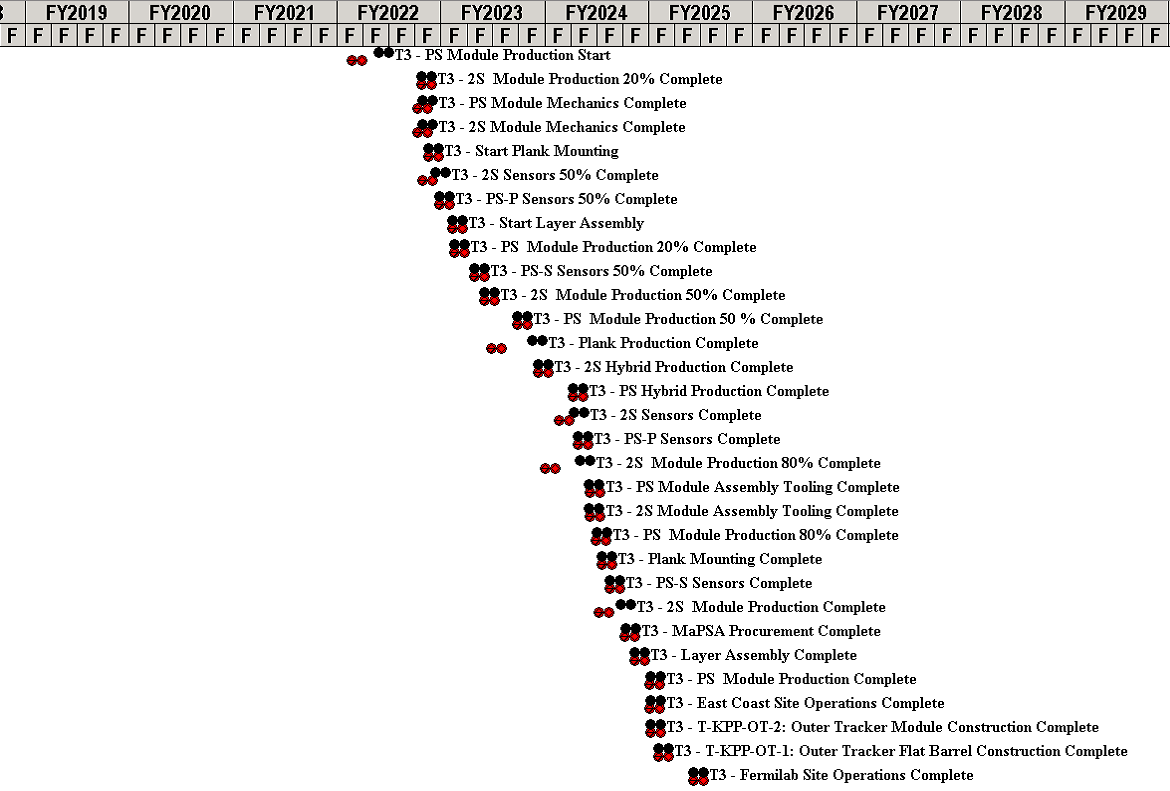 FY2019 FY2020 FY2021 FY2022 FY2023 FY2024 FY2025 FY2026 FY2027 FY2028 FY2029
F F F F F F F F F F F F F F F F F F F F F F F F F F F F F F F F F F F F F F F F F F F F F
T3 - PS Module Production Start
T3 - 2S Module Production 20% Complete
T3 - PS Module Mechanics Complete
T3 - 2S Module Mechanics Complete
T3 - Start Plank Mounting
T3 - 2S Sensors 50% Complete
T3 - PS-P Sensors 50% Complete
T3 - Start Layer Assembly
T3 - PS Module Production 20% Complete
T3 - PS-S Sensors 50% Complete
T3 - 2S Module Production 50% Complete
T3 - PS Module Production 50 % Complete
T3 - Plank Production Complete
T3 - 2S Hybrid Production Complete
T3 - PS Hybrid Production Complete
T3 - 2S Sensors Complete
T3 - PS-P Sensors Complete
T3 - 2S Module Production 80% Complete
T3 - PS Module Assembly Tooling Complete
T3 - 2S Module Assembly Tooling Complete
T3 - PS Module Production 80% Complete
T3 - Plank Mounting Complete
T3 - PS-S Sensors Complete
T3 - 2S Module Production Complete
T3 - MaPSA Procurement Complete
T3 - Layer Assembly Complete
T3 - PS Module Production Complete
T3 - East Coast Site Operations Complete
T3 - T-KPP-OT-2: Outer Tracker Module Construction Complete
T3 - T-KPP-OT-1: Outer Tracker Flat Barrel Construction Complete
T3 - Fermilab Site Operations Complete